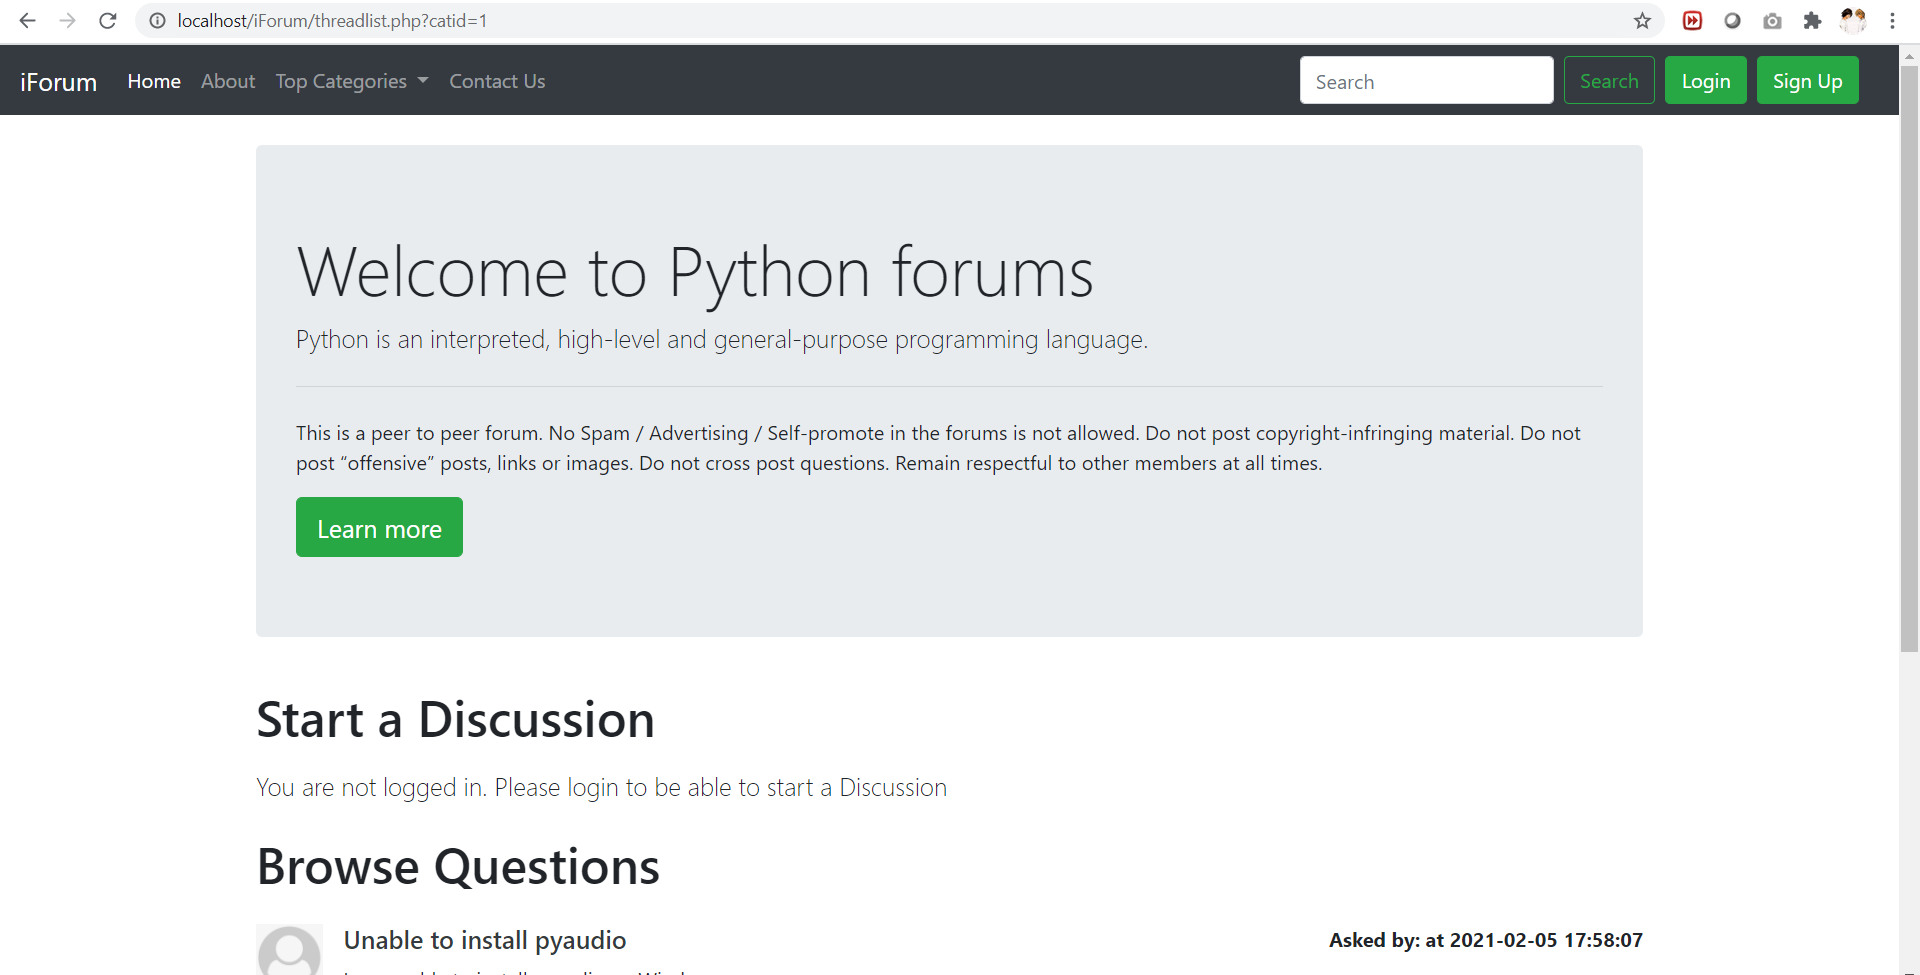 localhost/iForum/threadlist.php?catid=1
iForum Home About Top Categories Contact Us Search Search Login Sign Up
Welcome to Python forums
Python is an interpreted, high-level and general-purpose programming language.
This is a peer to peer forum. No Spam / Advertising / Self-promote in the forums is not allowed. Do not post copyright-infringing material. Do not
post “offensive” posts, links or images. Do not cross post questions. Remain respectful to other members at all times.
Learn more
Start a Discussion
You are not logged in. Please login to be able to start a Discussion
Browse Questions
Unable to install pyaudio Asked by: at 2021-02-05 17:58:07